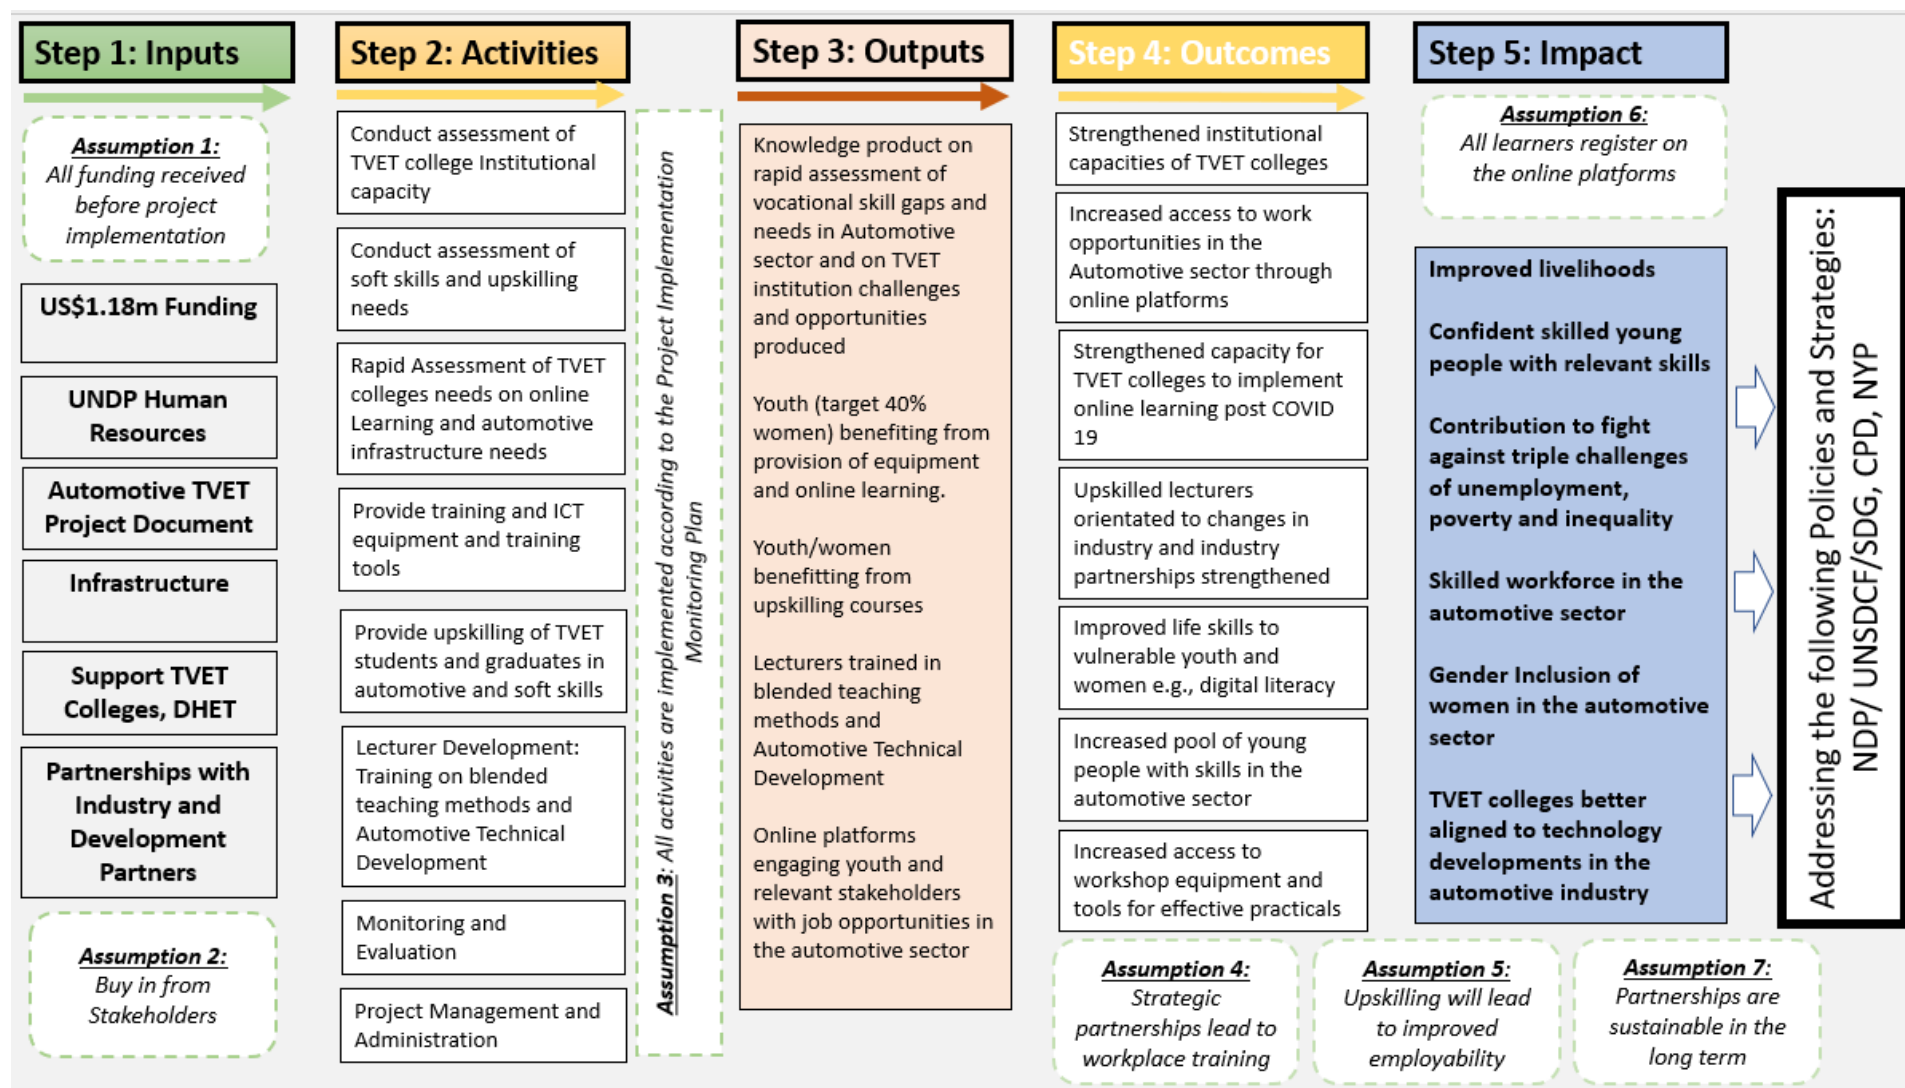 Step 1: Inputs
Assumption 1:
All funding received
before project
implementation
US$1.18m Funding
UNDP Human
Resources
Automotive TVET
Project Document
Infrastructure
Support TVET
Colleges, DHET
Partnerships with
Industry and
Development
Partners
Assumption 2:
Buy in from
Stakeholders
Step 2: Activities
Conduct assessment of
TVET college Institutional
capacity
Conduct assessment of
soft skills and upskilling
needs
Rapid Assessment of TVET
colleges needs on online
Learning and automotive
infrastructure needs
Provide training and ICT
equipment and training
tools
Provide upskilling of TVET
students and graduates in
automotive and soft skills
Lecturer Development:
Training on blended
teaching methods and
Automotive Technical
Development
Monitoring and
Evaluation
Project Management and
Administration
Assumption 3: All activities are implemented according to the Project Implementation
Monitoring Plan
Step 3: Outputs
Knowledge product on
rapid assessment of
vocational skill gaps and
needs in Automotive
sector and on TVET
institution challenges
and opportunities
produced
Youth (target 40%
women) benefiting from
provision of equipment
and online learning.
Youth/women
benefitting from
upskilling courses
Lecturers trained in
blended teaching
methods and
Automotive Technical
Development
Online platforms
engaging youth and
relevant stakeholders
with job opportunities in
the automotive sector
Step 4: Outcomes
Strengthened institutional
capacities of TVET colleges
Increased access to work
opportunities in the
Automotive sector through
online platforms
Strengthened capacity for
TVET colleges to implement
online learning post COVID
19
Upskilled lecturers
orientated to changes in
industry and industry
partnerships strengthened
Improved life skills to
vulnerable youth and
women e.g., digital literacy
Increased pool of young
people with skills in the
automotive sector
Increased access to
workshop equipment and
tools for effective practicals
Assumption 4:
Strategic
partnerships lead to
workplace training
Step 5: Impact
Assumption 6:
All learners register on
the online platforms
Improved livelihoods
Confident skilled young
people with relevant skills
Contribution to fight
against triple challenges
of unemployment,
poverty and inequality
Skilled workforce in the
automotive sector
Gender Inclusion of
women in the automotive
sector
TVET colleges better
aligned to technology
developments in the
automotive industry
Assumption 5:
Upskilling will lead
to improved
employability
Assumption 7:
Partnerships are
sustainable in the
long term
Addressing the following Policies and Strategies:
NDP/ UNSDCF/SDG, CPD, NYP